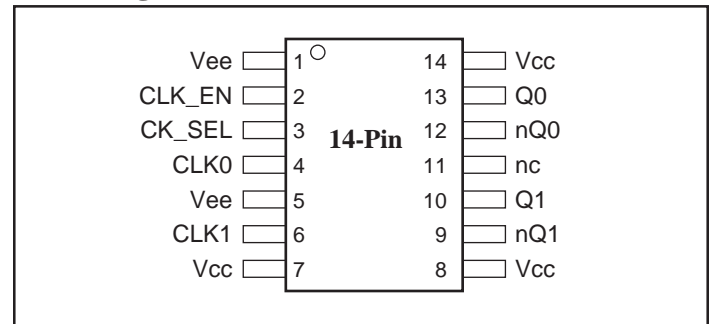 Vee 1 14 Vcc
CLK_EN 2 13 Q0
CK_SEL 3 14-Pin 12 nQ0
CLK0 4 11 nc
Vee 5 10 Q1
CLK1 6 9 nQ1
Vcc 7 8 Vcc